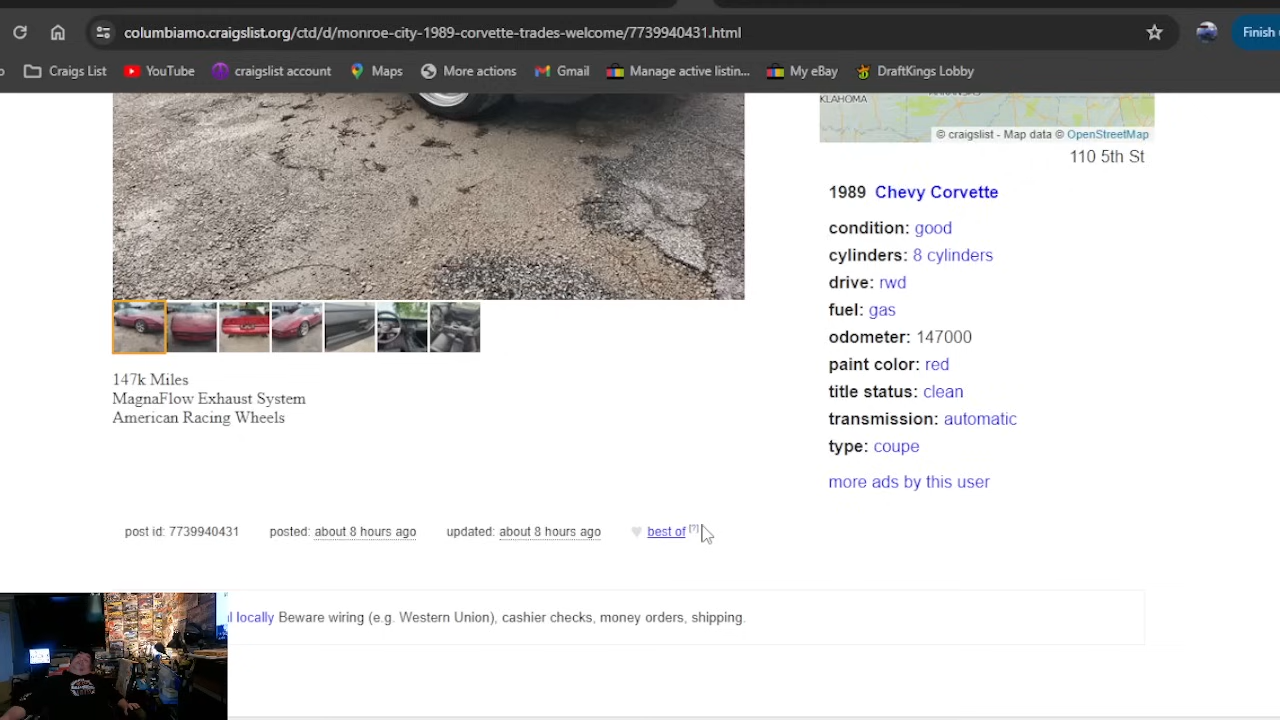 columbiamo.craigslist.org/ctd/d/monroe-city-1989-corvette-trades-welcome/7739940431.html
Finish
Craigs List
YouTube
craigslist account
Maps
More actions
Gmail
Manage active listin...
My eBay
DraftKings Lobby
© craigslist - Map data © OpenStreetMap
110 5th St
1989 Chevy Corvette
condition: good
cylinders: 8 cylinders
drive: rwd
fuel: gas
odometer: 147000
paint color: red
title status: clean
transmission: automatic
type: coupe
more ads by this user
147k Miles
MagnaFlow Exhaust System
American Racing Wheels
post id: 7739940431 posted: about 8 hours ago updated: about 8 hours ago best of [?]
locally Beware wiring (e.g. Western Union), cashier checks, money orders, shipping.